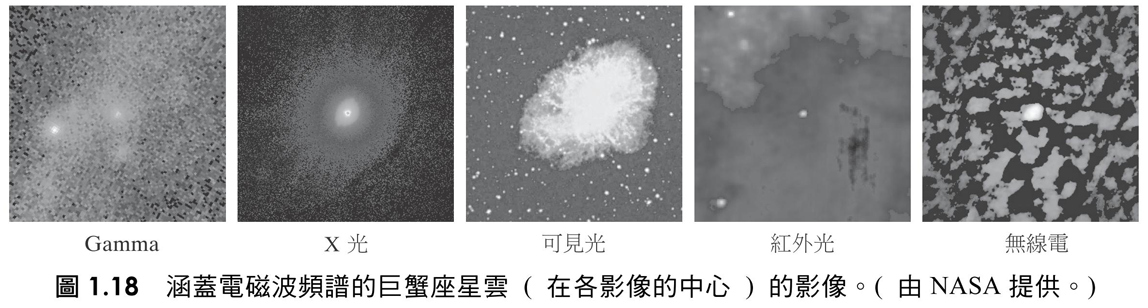 Gamma X 光 可見光 紅外光 無線電
圖 1.18 涵蓋電磁波頻譜的巨蟹座星雲 ( 在各影像的中心 ) 的影像。( 由 NASA 提供。)